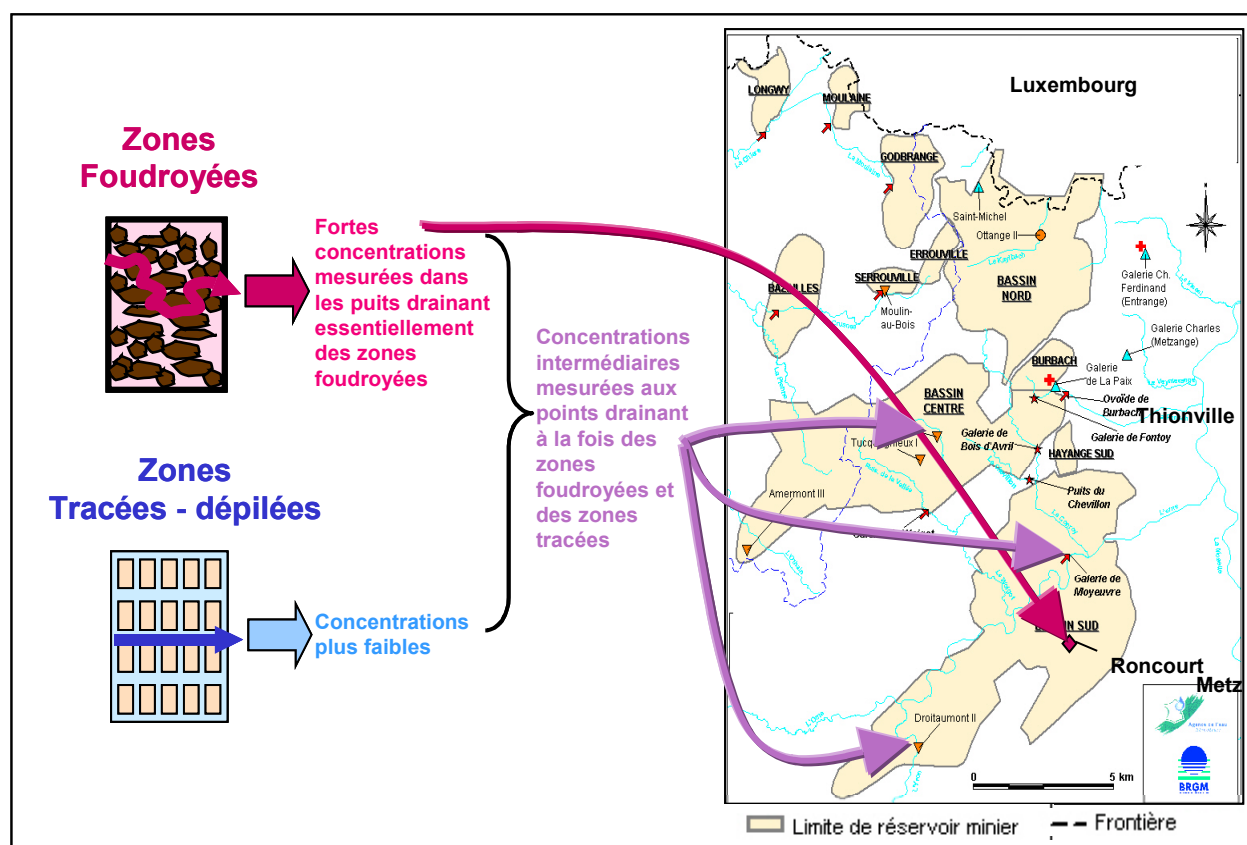 Zones
Foudroyées
Fortes
concentrations
mesurées dans
les puits drainant
essentiellement
des zones
foudroyées
Concentrations
intermédiaires
mesurées aux
points drainant
à la fois des
zones
foudroyées et
des zones
tracées
Zones
Tracées - dépilées
Concentrations
plus faibles
Luxembourg
LONGWY
MOULAINE
GODBRANGE
Saint-Michel
Ottange II
ERROUVILLE
SERROUVILLE
BASSIN
NORD
Moulin-
au-Bois
Galerie Ch.
Ferdinand
(Entrange)
Galerie Charles
(Metzange)
BURBACH
Galerie
de La Paix
Ovoïde de
Burbach
Thionville
Galerie de Fontoy
BASSIN
CENTRE
Galerie de
Bois d'Avril
HAYANGE SUD
Puits du
Chevillon
Amermont III
Galerie de
Moyeuvre
SUD
Roncourt
Metz
Droitaumont II
L'Orne
0 5 km
BRGM
Limite de réservoir minier
Frontière